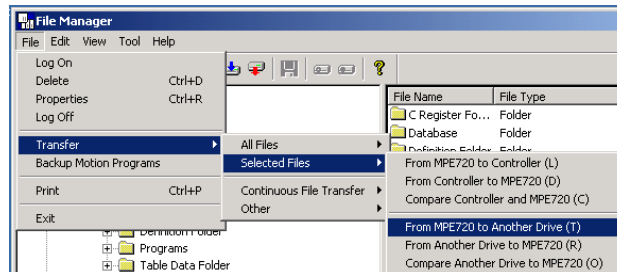 File Manager
File Edit View Tool Help
Log On
Delete Ctrl+D
Properties Ctrl+R
Log Off
Transfer
Backup Motion Programs
Print Ctrl+P
Exit
All Files
Selected Files
Continuous File Transfer
Other
File Name File Type
C Register Fo... Folder
Database Folder
Definition Folder Folder
From MPE720 to Controller (L)
From Controller to MPE720 (D)
Compare Controller and MPE720 (C)
From MPE720 to Another Drive (T)
From Another Drive to MPE720 (R)
Compare Another Drive to MPE720 (O)
Definition Folder
Programs
Table Data Folder